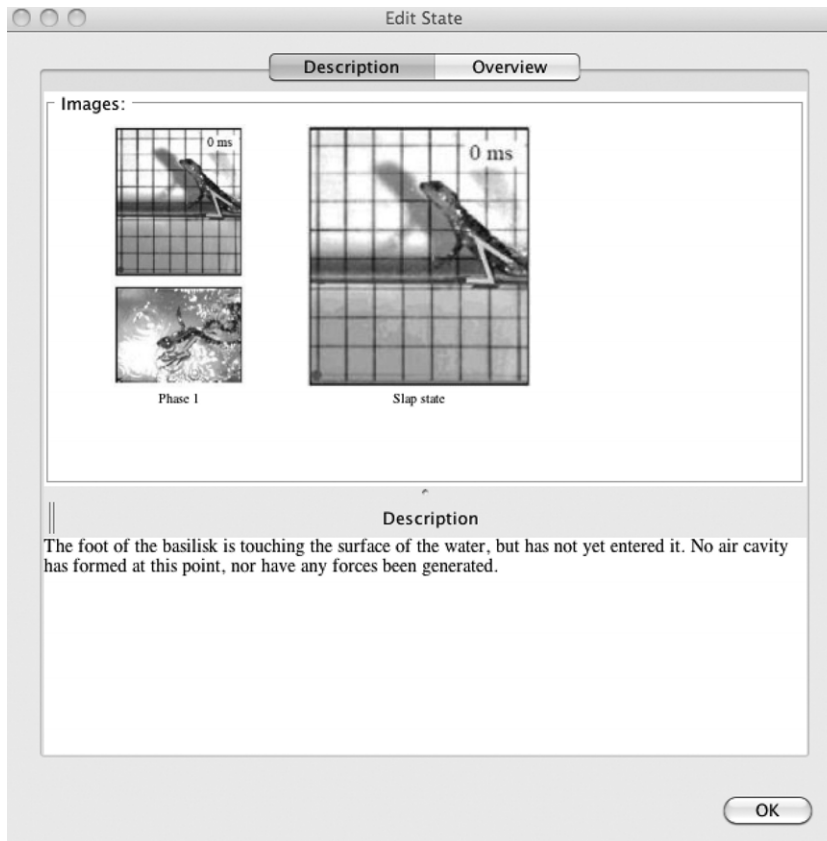 Edit State
Description Overview
Images:
0 ms
0 ms
Phase 1
Slap state
Description
The foot of the basilisk is touching the surface of the water, but has not yet entered it. No air cavity
has formed at this point, nor have any forces been generated.
OK